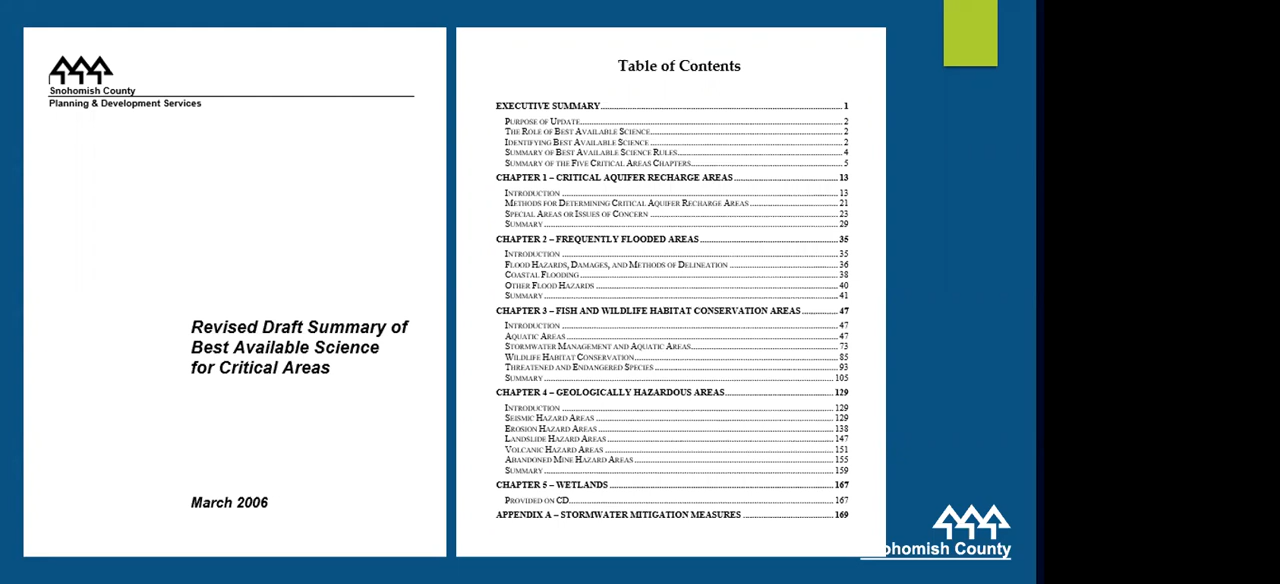 Snohomish County
Planning & Development Services
Revised Draft Summary of
Best Available Science
for Critical Areas
March 2006
Table of Contents
EXECUTIVE SUMMARY 1
PURPOSE OF UPDATE 2
THE ROLE OF BEST AVAILABLE SCIENCE 2
IDENTIFYING BEST AVAILABLE SCIENCE 2
SUMMARY OF BEST AVAILABLE SCIENCE RULES 4
SUMMARY OF THE FIVE CRITICAL AREAS CHAPTERS 5
CHAPTER 1 – CRITICAL AQUIFER RECHARGE AREAS 13
INTRODUCTION 13
METHODS FOR DETERMINING CRITICAL AQUIFER RECHARGE AREAS 21
SPECIAL AREAS OR ISSUES OF CONCERN 23
SUMMARY 29
CHAPTER 2 – FREQUENTLY FLOODED AREAS 35
INTRODUCTION 35
FLOOD HAZARDS, DAMAGES, AND METHODS OF DELINEATION 36
COASTAL FLOODING 38
OTHER FLOOD HAZARDS 40
SUMMARY 41
CHAPTER 3 – FISH AND WILDLIFE HABITAT CONSERVATION AREAS 47
INTRODUCTION 47
AQUATIC AREAS 47
STORMWATER MANAGEMENT AND AQUATIC AREAS 73
WILDLIFE HABITAT CONSERVATION 85
THREATENED AND ENDANGERED SPECIES 93
SUMMARY 105
CHAPTER 4 – GEOLOGICALLY HAZARDOUS AREAS 129
INTRODUCTION 129
SEISMIC HAZARD AREAS 129
EROSION HAZARD AREAS 138
LANDSLIDE HAZARD AREAS 147
VOLCANIC HAZARD AREAS 151
ABANDONED MINE HAZARD AREAS 155
SUMMARY 159
CHAPTER 5 – WETLANDS 167
PROVIDED ON CD 167
APPENDIX A – STORMWATER MITIGATION MEASURES 169
ohomish County